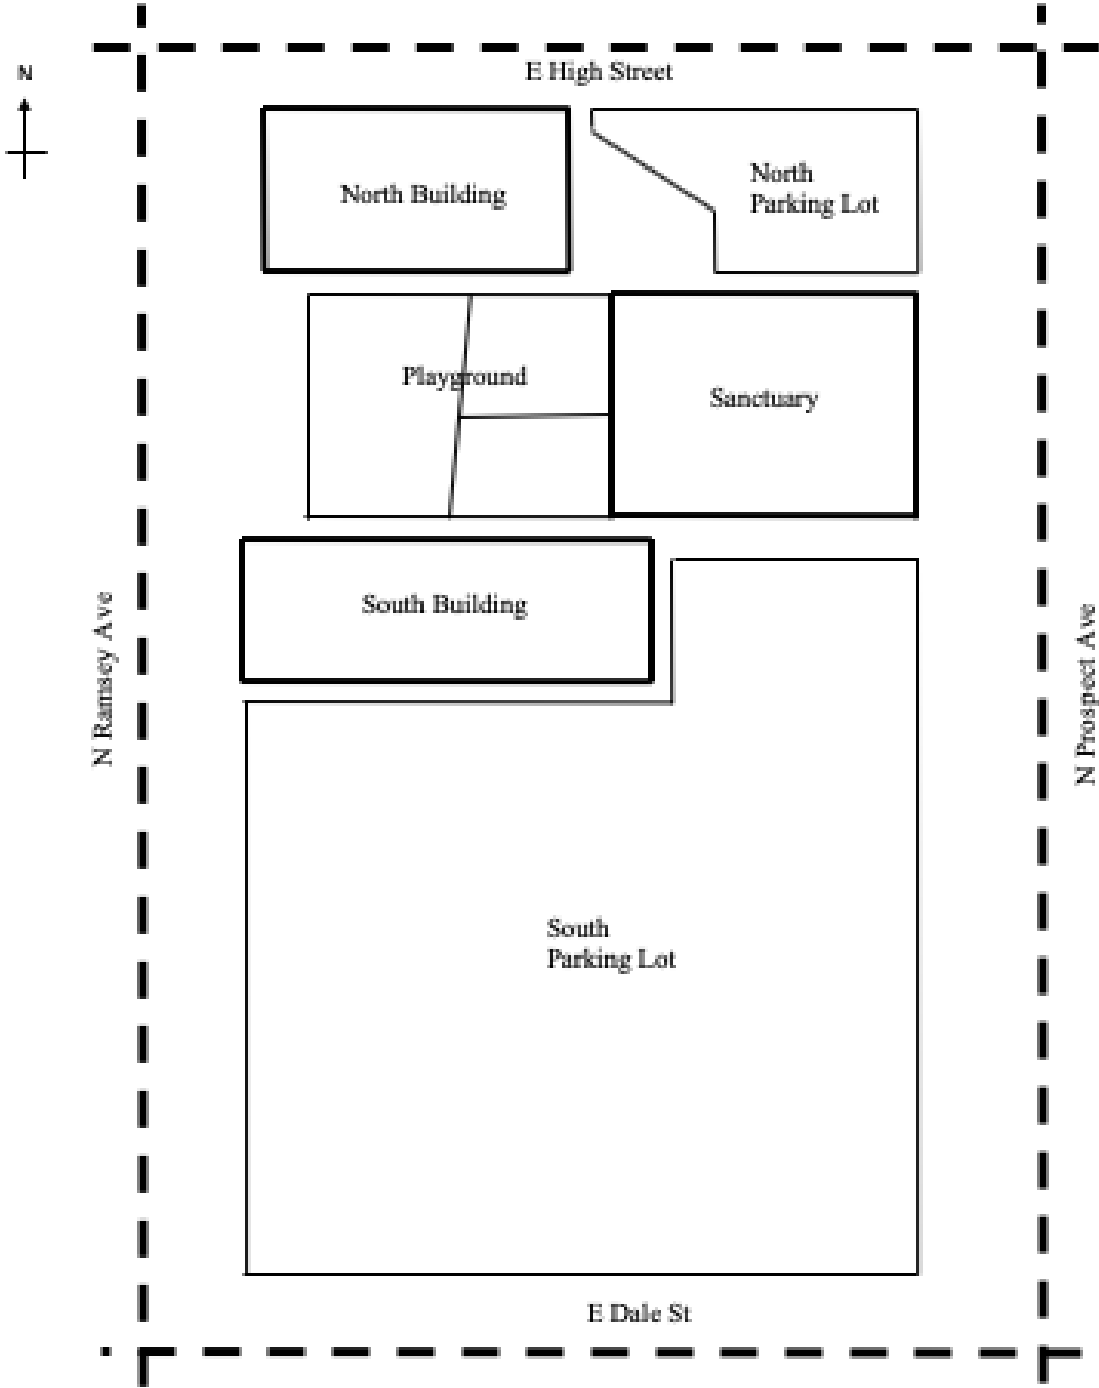 E High Street
N
North Building
North
Parking Lot
Playground
Sanctuary
South Building
N Ramsey Ave
N Prospect Ave
South
Parking Lot
E Dale St